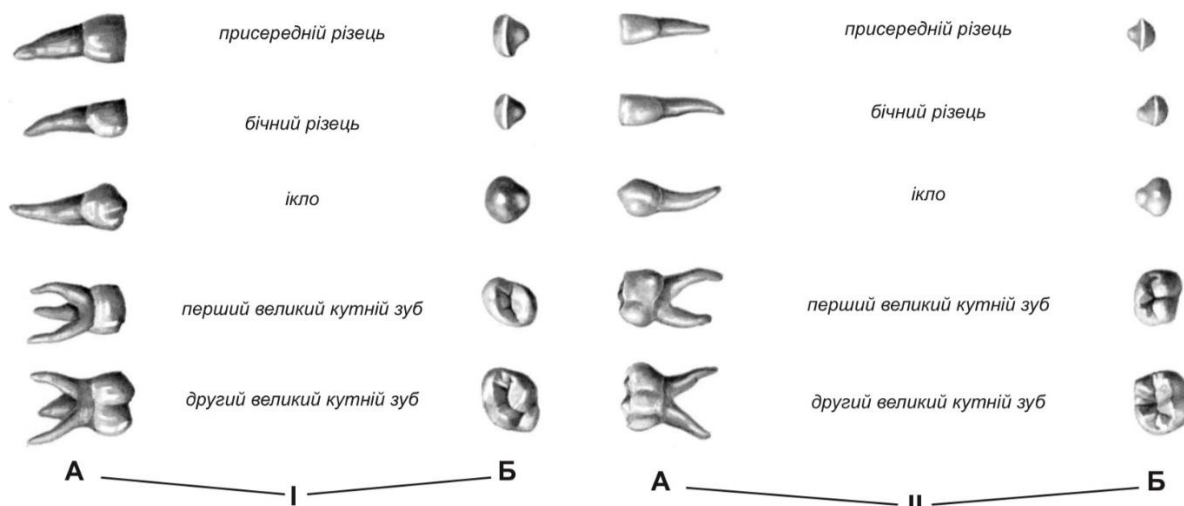 присередній різець
бічний різець
ікло
перший великий кутній зуб
другий великий кутній зуб
А
Б
I
присередній різець
бічний різець
ікло
перший великий кутній зуб
другий великий кутній зуб
А
Б
II